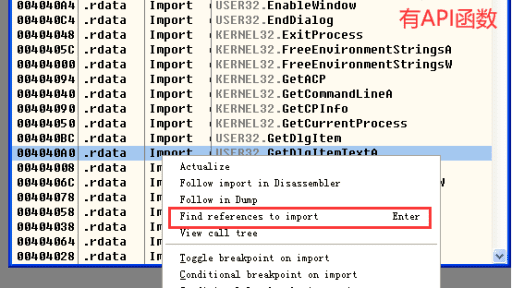 004040A4 .rdata Import USER32.EnableWindow
004040C4 .rdata Import USER32.EndDialog
有API函数
00404048 .rdata Import KERNEL32.ExitProcess
0040405C .rdata Import KERNEL32.FreeEnvironmentStringsA
00404000 .rdata Import KERNEL32.FreeEnvironmentStringsW
00404094 .rdata Import KERNEL32.GetACP
00404040 .rdata Import KERNEL32.GetCommandLineA
00404090 .rdata Import KERNEL32.GetCPInfo
00404050 .rdata Import KERNEL32.GetCurrentProcess
004040BC .rdata Import USER32.GetDlgItem
004040A0 .rdata Import USER32.GetDlgItemTextA
00404008 .rdata Im
Actualize
0040406C .rdata Im
Follow import in Disassembler
W
00404078 .rdata Im
Follow in Dump
00404058 .rdata Im
Find references to import Enter
00404038 .rdata Im
View call tree
00404064 .rdata Im
Toggle breakpoint on import
00404028 .rdata Im
Conditional breakpoint on import